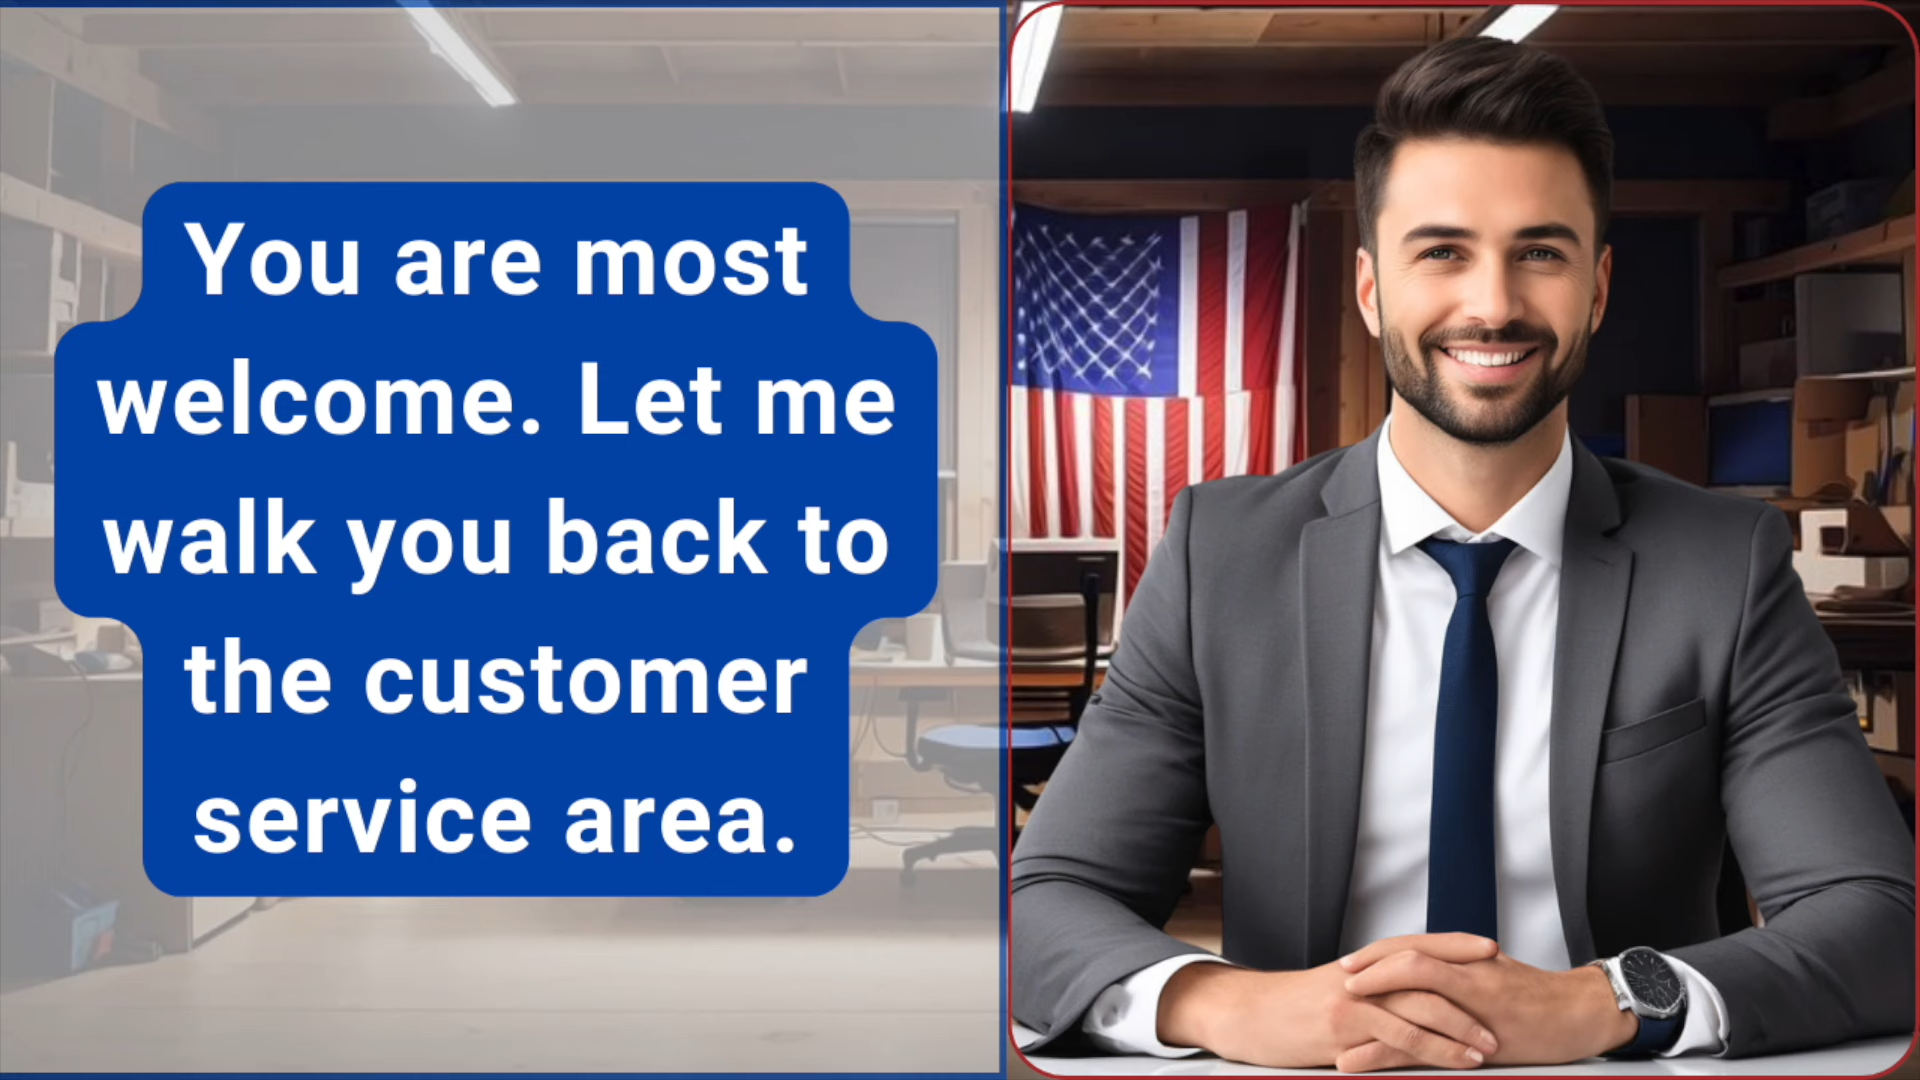 You are most
welcome. Let me
walk you back to
the customer
service area.